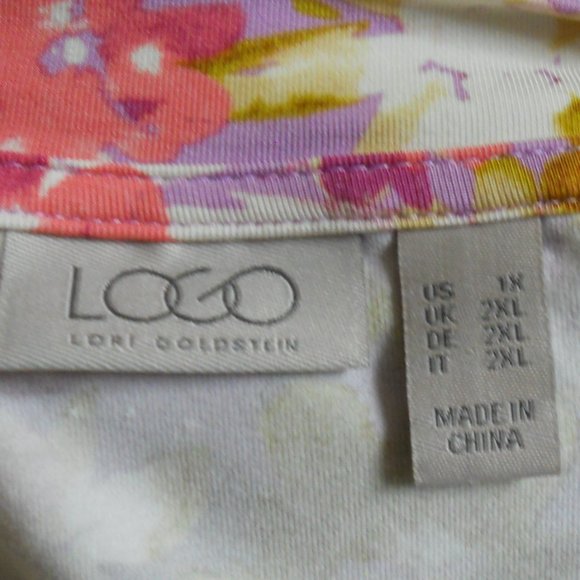 LOGO
LORI GOLDSTEIN
US 1X
UK 2XL
DE 2XL
IT 2XL
MADE IN
CHINA